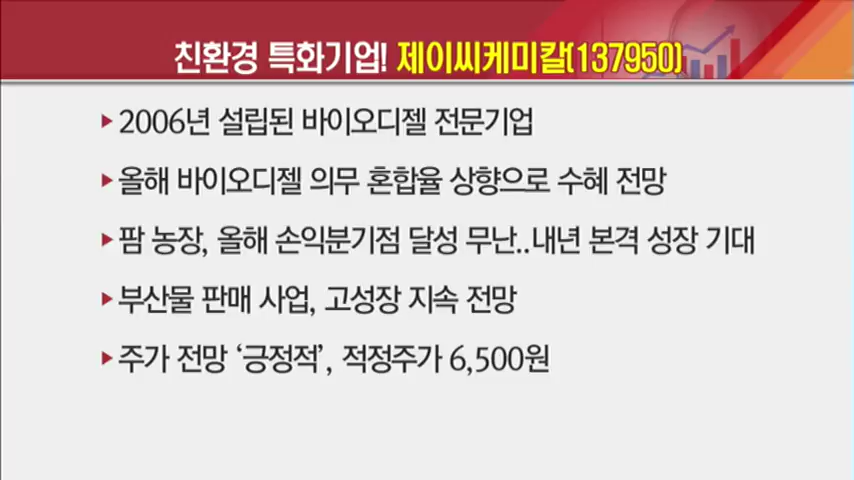 친환경 특화기업! 제이씨케미칼(137950)
▶2006년 설립된 바이오디젤 전문기업
▶올해 바이오디젤 의무 혼합율 상향으로 수혜 전망
▶팜 농장, 올해 손익분기점 달성 무난..내년 본격 성장 기대
▶부산물 판매 사업, 고성장 지속 전망
▶주가 전망 ‘긍정적’, 적정주가 6,500원